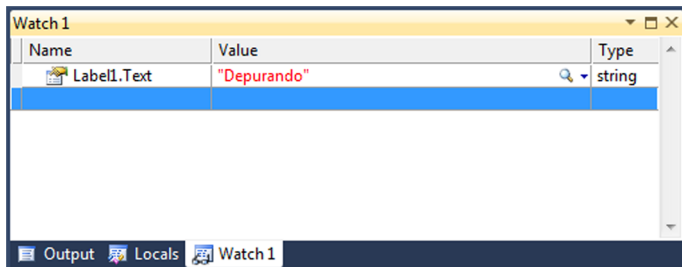 Watch 1
Name Value Type
Label1.Text "Depurando" string
Output Locals Watch 1